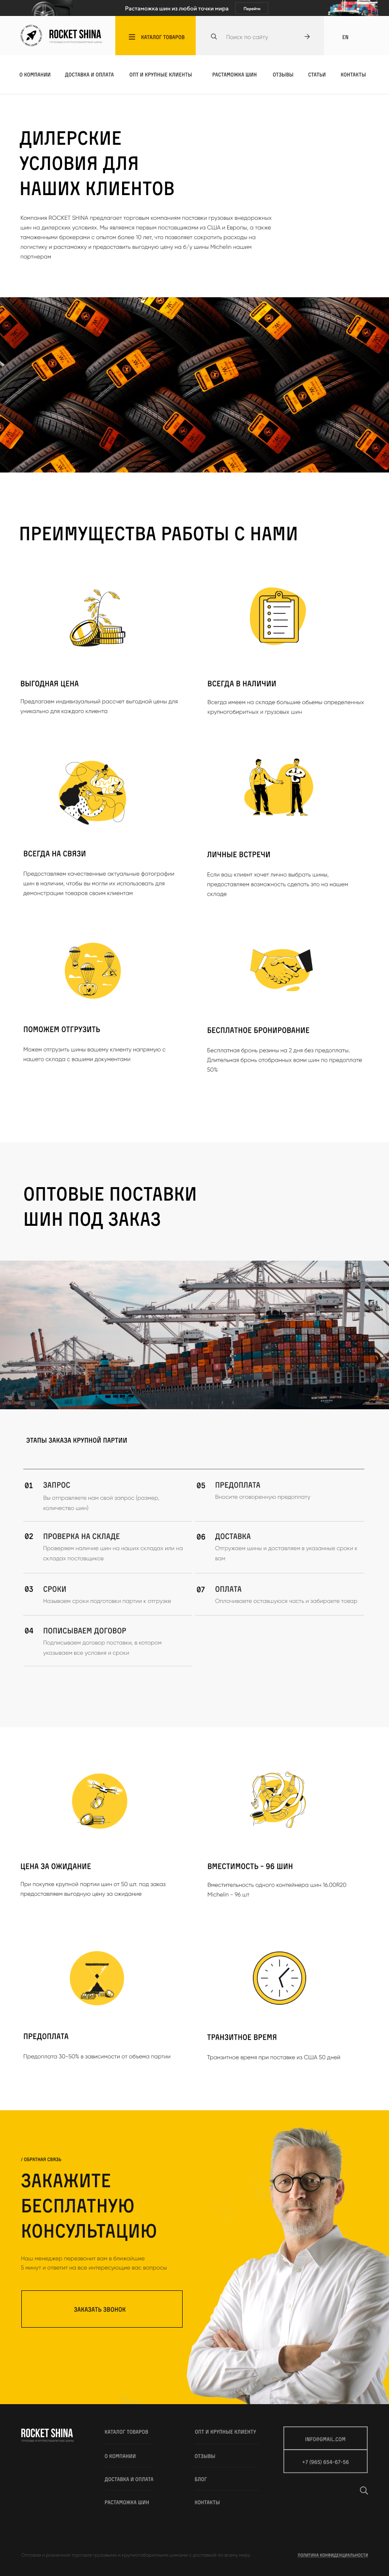 Растаможка шин из любой точки мира
Перейти
ROCKET SHINA
КАТАЛОГ ТОВАРОВ
Поиск по сайту
EN
О КОМПАНИИ
ДОСТАВКА И ОПЛАТА
ОПТ И КРУПНЫЕ КЛИЕНТЫ
РАСТАМОЖКА ШИН
ОТЗЫВЫ
СТАТЬИ
КОНТАКТЫ
ДИЛЕРСКИЕ
УСЛОВИЯ ДЛЯ
НАШИХ КЛИЕНТОВ
Компания ROCKET SHINA предлагает торговым компаниям поставки грузовых внедорожных
шин на дилерских условиях. Мы являемся первым поставщиками из США и Европы, а также
таможенными брокерами с опытом более 10 лет, что позволяет сократить расходы на
логистику и растаможку и предоставить выгодную цену на б/у шины Michelin нашим
партнерам
ПРЕИМУЩЕСТВА РАБОТЫ С НАМИ
ВЫГОДНАЯ ЦЕНА
Предлагаем индивидуальный рассчет выгодной цены для
уникально для каждого клиента
ВСЕГДА В НАЛИЧИИ
Всегда имеем на складе большие объемы определенных
крупногабиритных и грузовых шин
ВСЕГДА НА СВЯЗИ
Предоставляем качественные актуальные фотографии
шин в наличии, чтобы вы могли их использовать для
демонстрации товаров своим клиентам
ЛИЧНЫЕ ВСТРЕЧИ
Если ваш клиент хочет лично выбрать шины,
предоставляем возможность сделать это на нашем
складе
ПОМОЖЕМ ОТГРУЗИТЬ
Можем отгрузить шины вашему клиенту напрямую с
нашего склада с вашими документами
БЕСПЛАТНОЕ БРОНИРОВАНИЕ
Бесплатная бронь резины на 2 дня без предоплаты.
Длительная бронь отобранных вами шин по предоплате
50%
ОПТОВЫЕ ПОСТАВКИ
ШИН ПОД ЗАКАЗ
ЭТАПЫ ЗАКАЗА КРУПНОЙ ПАРТИИ
01 ЗАПРОС
Вы отправляете нам свой запрос (размер,
количество шин)
02 ПРОВЕРКА НА СКЛАДЕ
Проверяем наличие шин на наших складах или на
складах поставщиков
03 СРОКИ
Называем сроки подготовки партии к отгрузке
04 ПОПИСЫВАЕМ ДОГОВОР
Подписываем договор поставки, в котором
указываем все условия и сроки
05 ПРЕДОПЛАТА
Вносите оговоренную предоплату
06 ДОСТАВКА
Отгружаем шины и доставляем в указанные сроки к
вам
07 ОПЛАТА
Оплачиваете оставшуюся часть и забираете товар
ЦЕНА ЗА ОЖИДАНИЕ
При покупке крупной партии шин от 50 шт. под заказ
предоставляем выгодную цену за ожидание
ВМЕСТИМОСТЬ - 96 ШИН
Вместительность одного контейнера шин 16.00R20
Michelin - 96 шт
ПРЕДОПЛАТА
Предоплата 30-50% в зависимости от объема партии
ТРАНЗИТНОЕ ВРЕМЯ
Транзитное время при поставке из США 50 дней
/ ОБРАТНАЯ СВЯЗЬ
ЗАКАЖИТЕ
БЕСПЛАТНУЮ
КОНСУЛЬТАЦИЮ
Наш менеджер перезвонит вам в ближайшие
5 минут и ответит на все интересующие вас вопросы
ЗАКАЗАТЬ ЗВОНОК
ROCKET SHINA
КАТАЛОГ ТОВАРОВ
О КОМПАНИИ
ДОСТАВКА И ОПЛАТА
РАСТАМОЖКА ШИН
ОПТ И КРУПНЫЕ КЛИЕНТУ
ОТЗЫВЫ
БЛОГ
КОНТАКТЫ
INFO@GMAIL.COM
+7 (965) 654-67-56
ПОЛИТИКА КОНФИДЕНЦИАЛЬНОСТИ